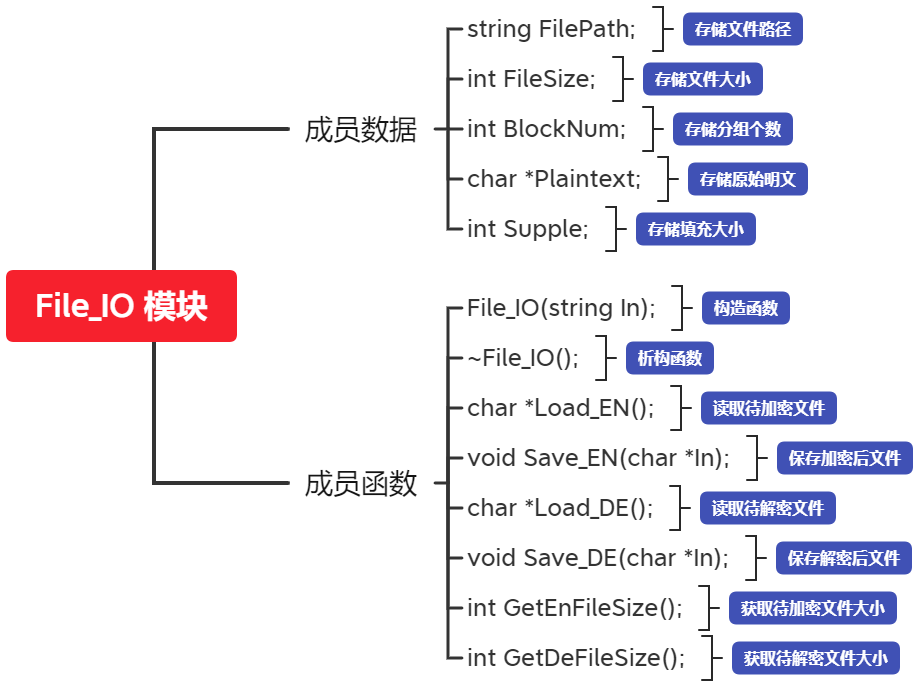 File_IO 模块
成员数据
string FilePath;
存储文件路径
int FileSize;
存储文件大小
int BlockNum;
存储分组个数
char *Plaintext;
存储原始明文
int Supple;
存储填充大小
成员函数
File_IO(string In);
构造函数
~File_IO();
析构函数
char *Load_EN();
读取待加密文件
void Save_EN(char *In);
保存加密后文件
char *Load_DE();
读取待解密文件
void Save_DE(char *In);
保存解密后文件
int GetEnFileSize();
获取待加密文件大小
int GetDeFileSize();
获取待解密文件大小